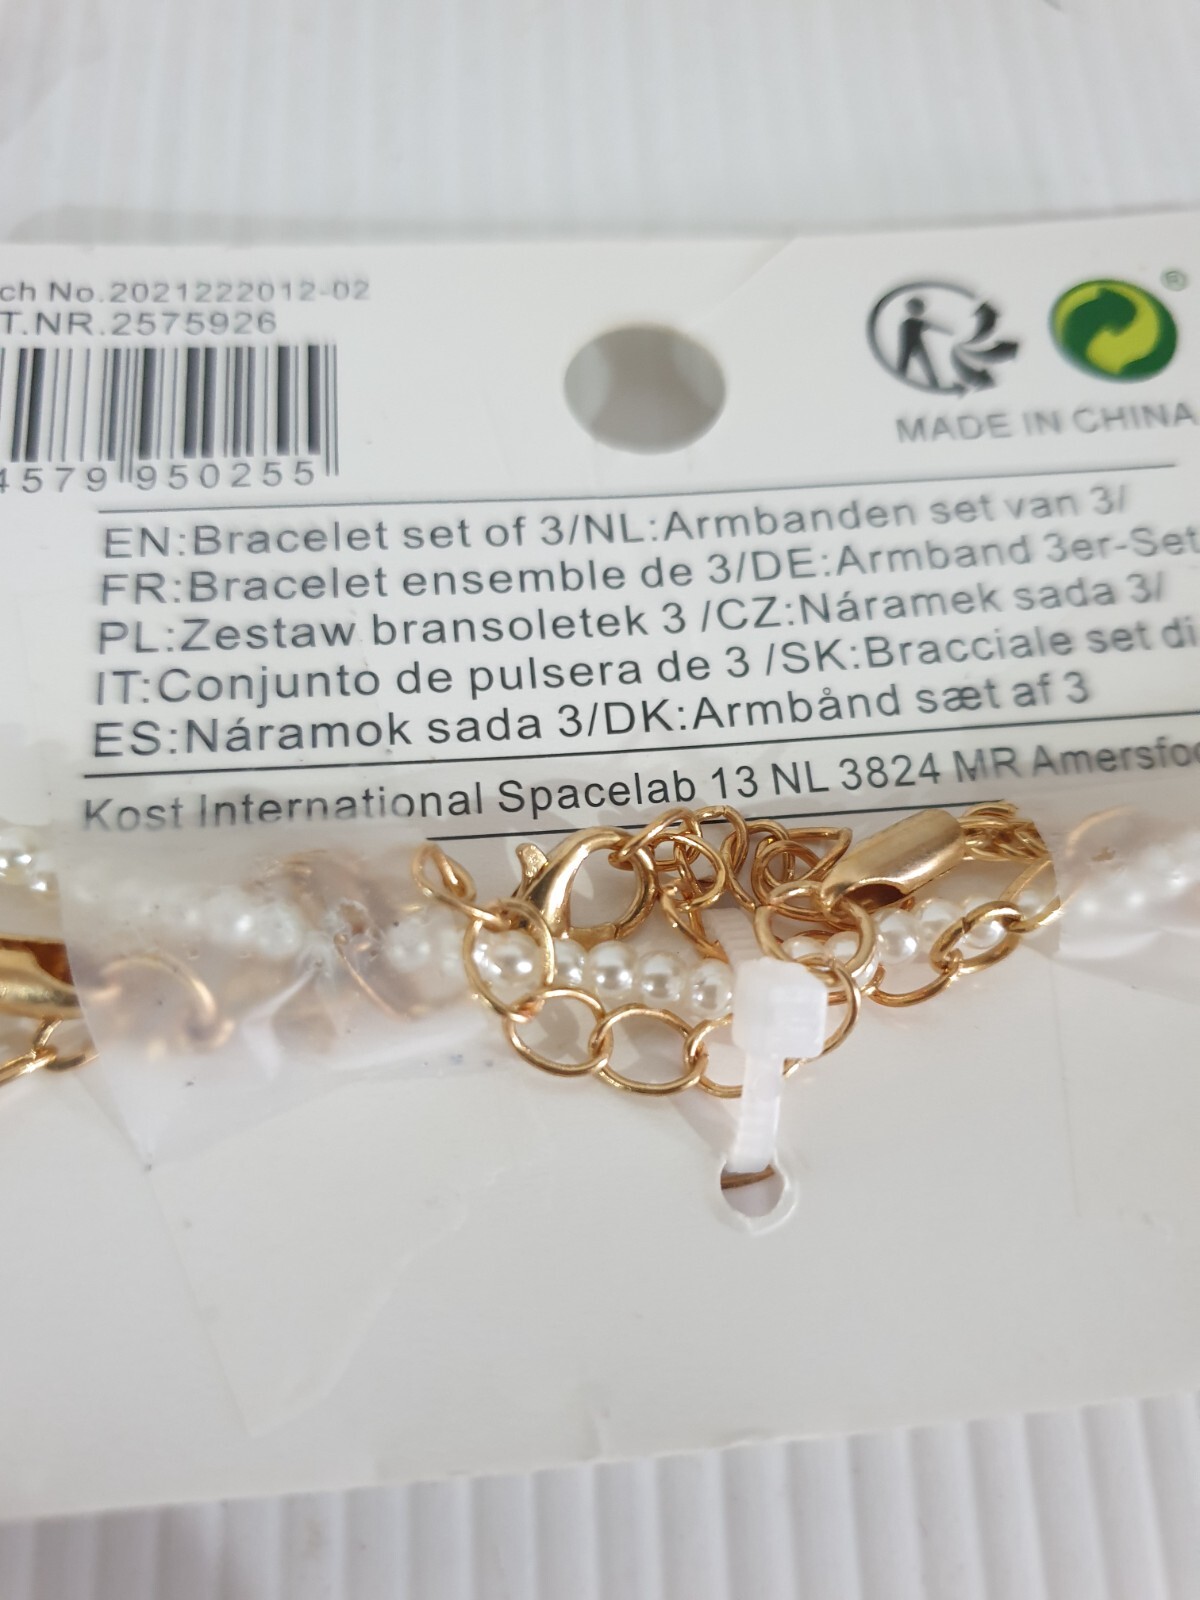 ch No.2021222012-02
T.NR.2575926
4579 950255
®
MADE IN CHINA
EN:Bracelet set of 3/NL:Armbanden set van 3/
FR:Bracelet ensemble de 3/DE:Armband 3er-Set
PL:Zestaw bransoletek 3 /CZ:Náramek sada 3/
IT:Conjunto de pulsera de 3 /SK:Bracciale set di
ES:Náramok sada 3/DK:Armbånd sæt af 3
Kost International Spacelab 13 NL 3824 MR Amersfoo